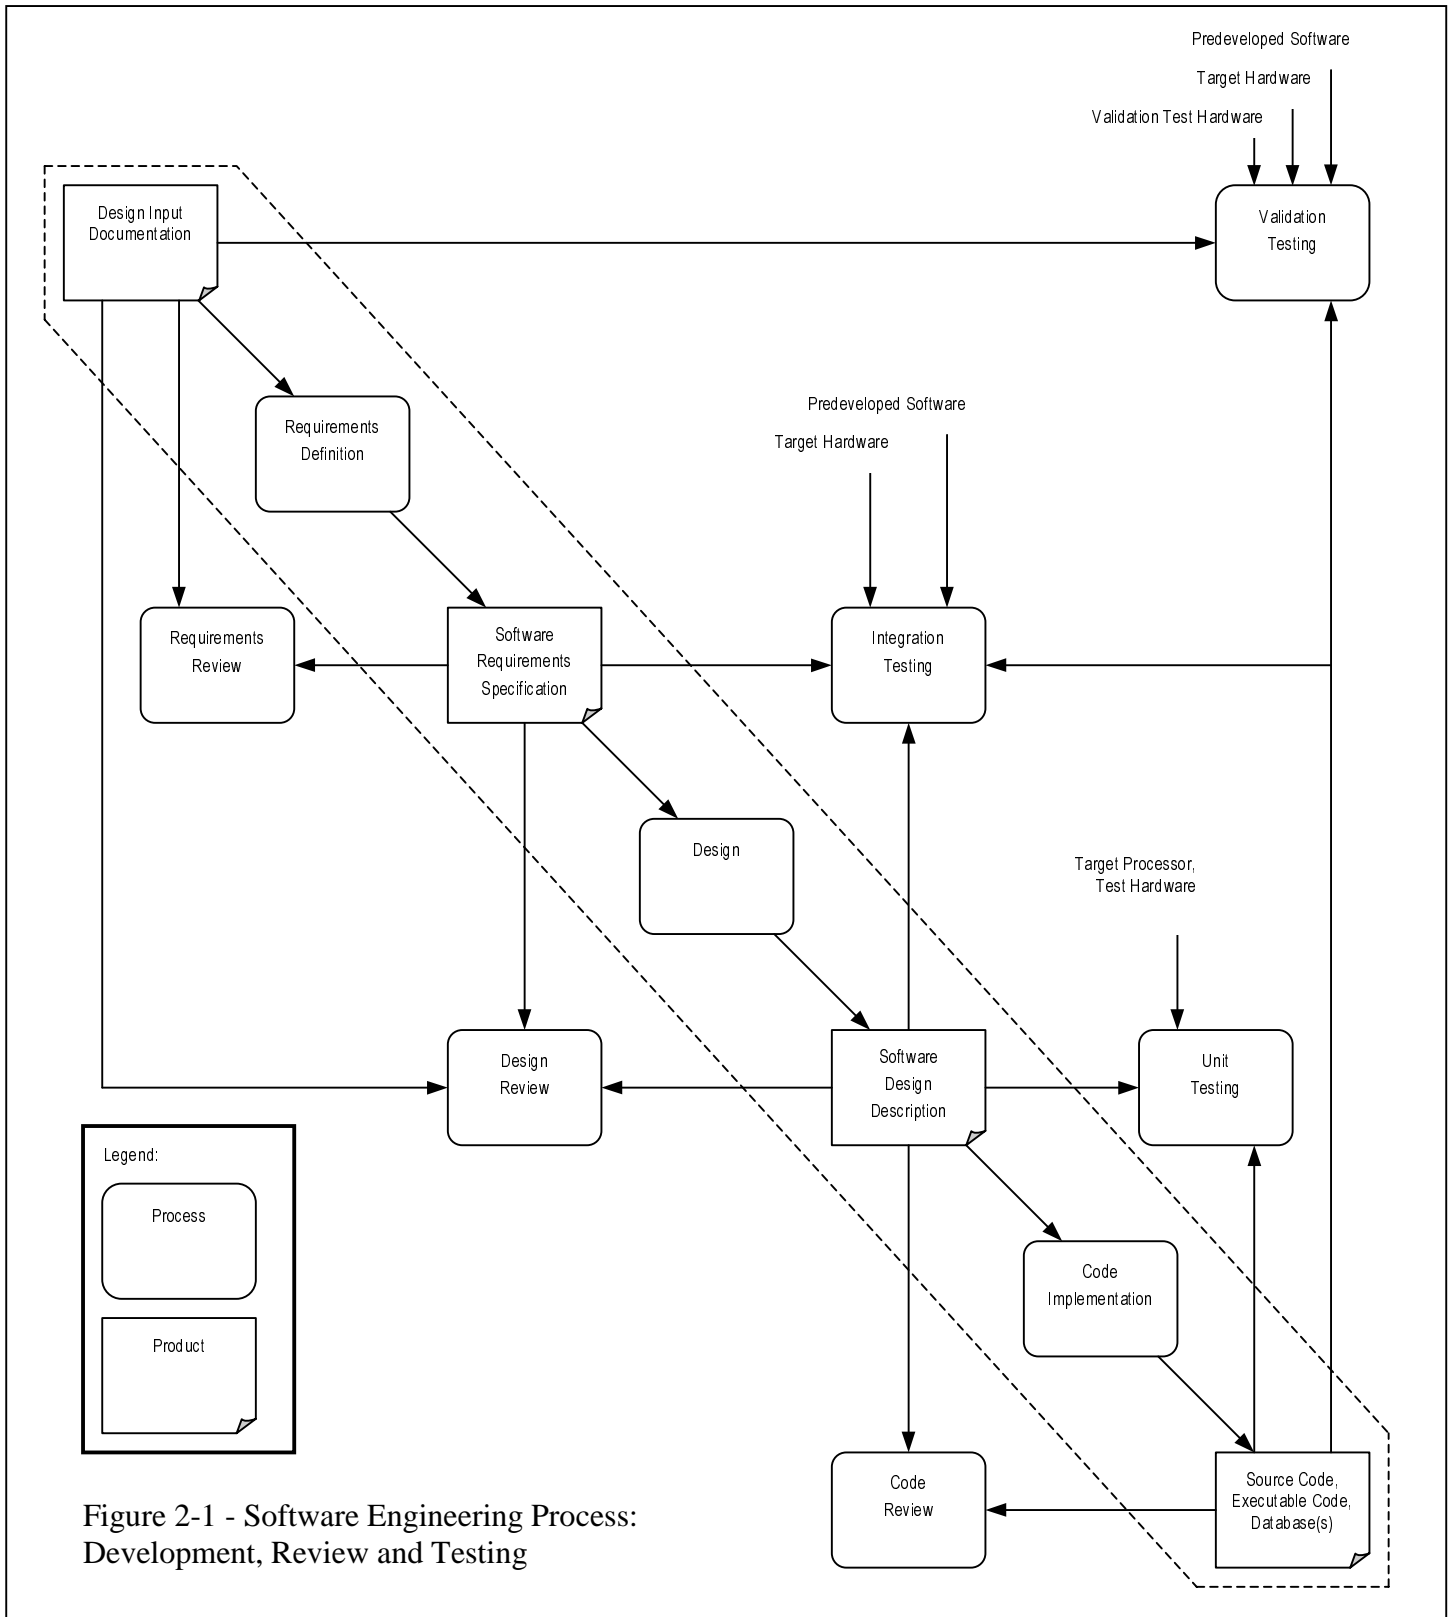 Predeveloped Software
Target Hardware
Validation Test Hardware
Design Input
Documentation
Validation
Testing
Requirements
Definition
Predeveloped Software
Target Hardware
Requirements
Review
Software
Requirements
Specification
Integration
Testing
Design
Target Processor,
Test Hardware
Design
Review
Software
Design
Description
Unit
Testing
Legend:
Process
Product
Code
Implementation
Code
Review
Source Code,
Executable Code,
Database(s)
Figure 2-1 - Software Engineering Process:
Development, Review and Testing